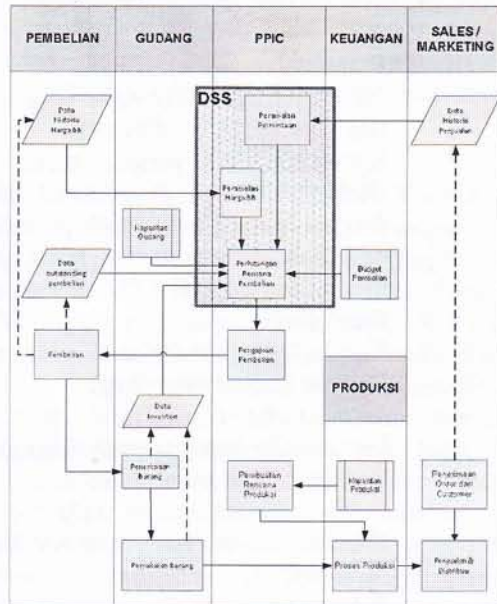 PEMBELIAN
GUDANG
PPIC
KEUANGAN
SALES /
MARKETING
DSS
Data
Historis
Harga BB
Peramalan
Permintaan
Data
Historis
Penjualan
Peramalan
Harga BB
Kapasitas
Gudang
Data
outstanding
pembelian
Perhitungan
Rencana
Pembelian
Budget
Pembelian
Pembelian
Pengajuan
Pembelian
PRODUKSI
Data
Inventori
Penerimaan
Barang
Pembuatan
Rencana
Produksi
Kapasitas
Produksi
Penerimaan
Order dari
Customer
Pemakaian Barang
Proses Produksi
Penjualan &
Distribusi